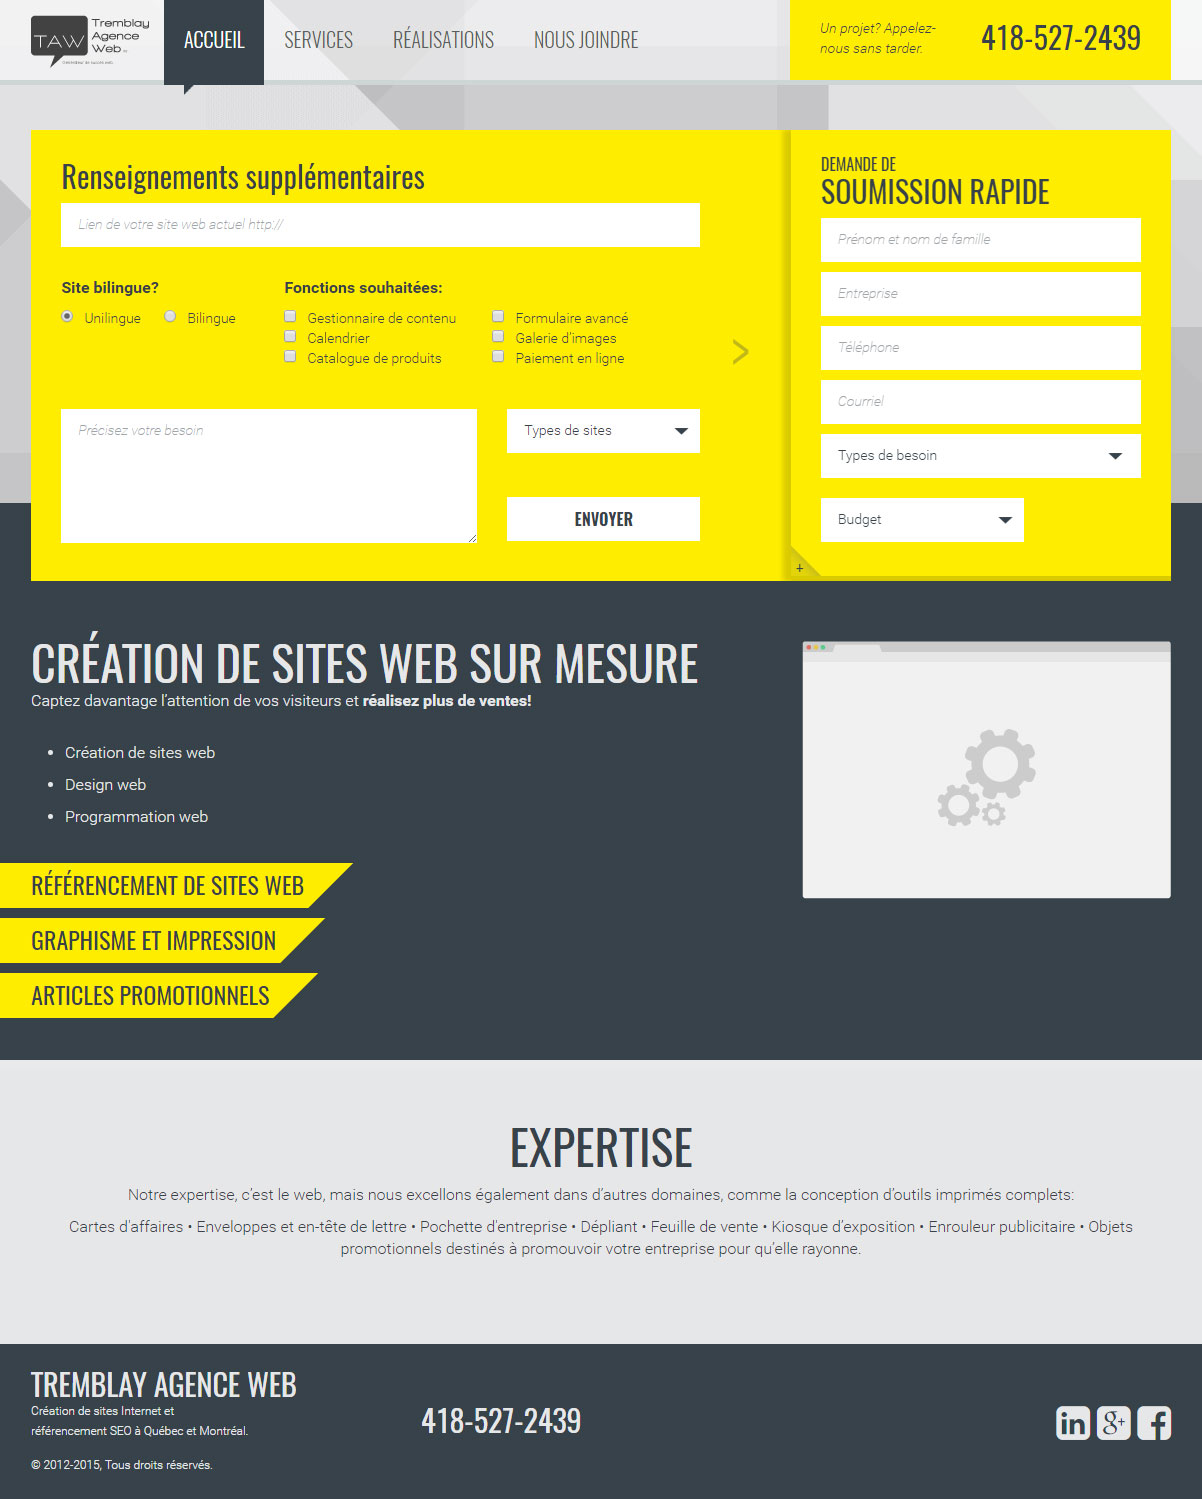 TAW
Tremblay
Agence
Web
ACCUEIL
SERVICES
RÉALISATIONS
NOUS JOINDRE
Un projet? Appelez-
nous sans tarder.
418-527-2439
Renseignements supplémentaires
Lien de votre site web actuel http://
Site bilingue?
Unilingue
Bilingue
Fonctions souhaitées:
Gestionnaire de contenu
Calendrier
Catalogue de produits
Formulaire avancé
Galerie d'images
Paiement en ligne
>
Précisez votre besoin
Types de sites
ENVOYER
DEMANDE DE
SOUMISSION RAPIDE
Prénom et nom de famille
Entreprise
Téléphone
Courriel
Types de besoin
Budget
+
CRÉATION DE SITES WEB SUR MESURE
Captez davantage l'attention de vos visiteurs et réalisez plus de ventes!
• Création de sites web
• Design web
• Programmation web
RÉFÉRENCEMENT DE SITES WEB
GRAPHISME ET IMPRESSION
ARTICLES PROMOTIONNELS
EXPERTISE
Notre expertise, c'est le web, mais nous excellons également dans d'autres domaines, comme la conception d'outils imprimés complets:
Cartes d'affaires • Enveloppes et en-tête de lettre • Pochette d'entreprise • Dépliant • Feuille de vente • Kiosque d'exposition • Enrouleur publicitaire • Objets
promotionnels destinés à promouvoir votre entreprise pour qu'elle rayonne.
TREMBLAY AGENCE WEB
Création de sites Internet et
référencement SEO à Québec et Montréal.
© 2012-2015, Tous droits réservés.
418-527-2439
in
g+
f